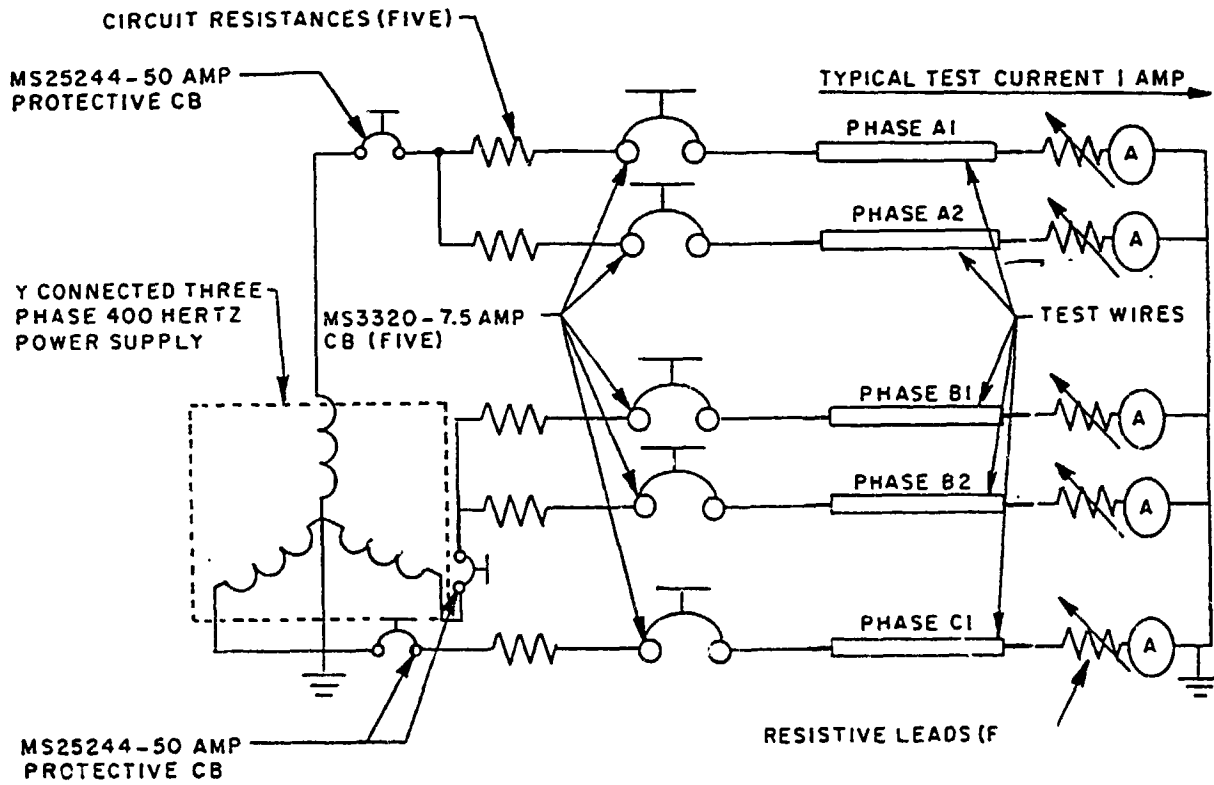 CIRCUIT RESISTANCES (FIVE)
MS25244-50 AMP
PROTECTIVE CB
TYPICAL TEST CURRENT 1 AMP
PHASE A1
A
PHASE A2
A
Y CONNECTED THREE
PHASE 400 HERTZ
POWER SUPPLY
MS3320-7.5 AMP
CB (FIVE)
TEST WIRES
PHASE B1
A
PHASE B2
A
PHASE C1
A
RESISTIVE LEADS (F
MS25244-50 AMP
PROTECTIVE CB